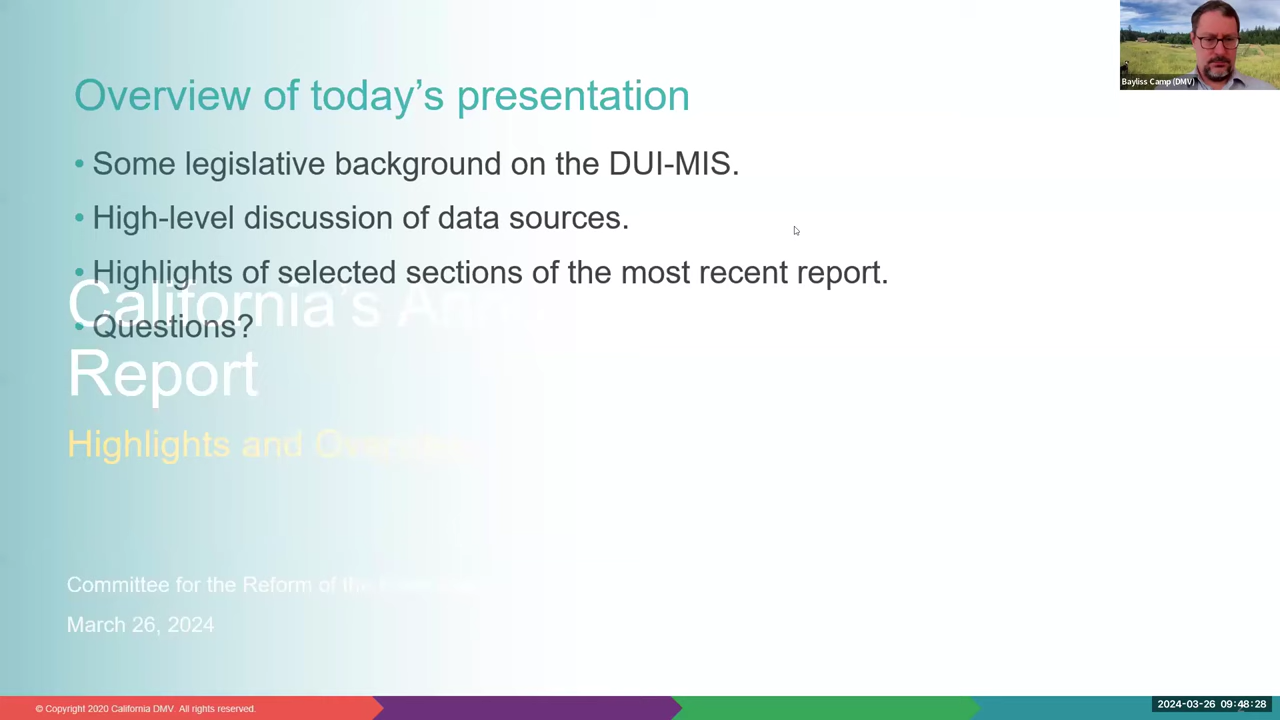 Overview of today's presentation
• Some legislative background on the DUI-MIS.
• High-level discussion of data sources.
• Highlights of selected sections of the most recent report.
California's
• Questions?
Report
Highlights and
Committee for the Reform of the
March 26, 2024
© Copyright 2020 California DMV. All rights reserved.
Bayliss Camp (DMV)
2024-03-26 09:48:28